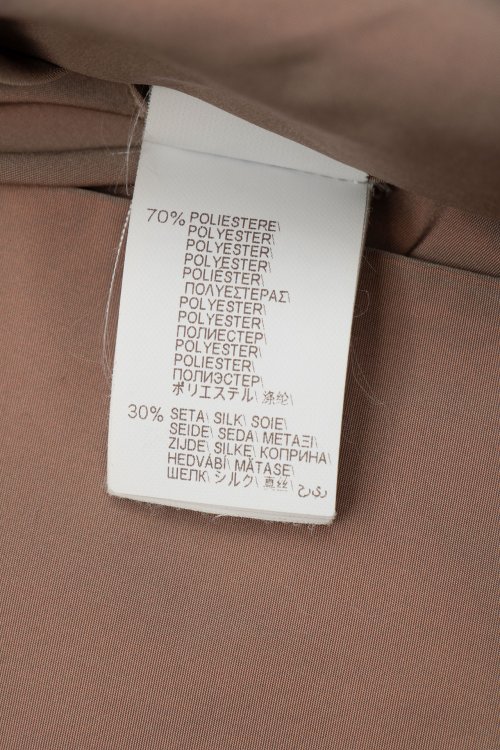 70% POLIESTERE\
POLYESTER\
POLYESTER\
POLYESTER\
POLIÉSTER\
ΠΟΛΥΕΣΤΕΡΑΣ\
POLYESTER\
POLYESTER\
ПОЛИЕСТЕР\
POLYESTER\
POLIESTER\
ПОЛИЭСТЕР\
ポリエステル\ 涤纶\
30% SETA\ SILK\ SOIE\
SEIDE\ SEDA\ ΜΕΤΑΞΙ\
ZIJDE\ SILKE\ КОПРИНА\
HEDVÁBÍ\ MĂTASE\
ШЕЛК\ シルク\ 真丝\